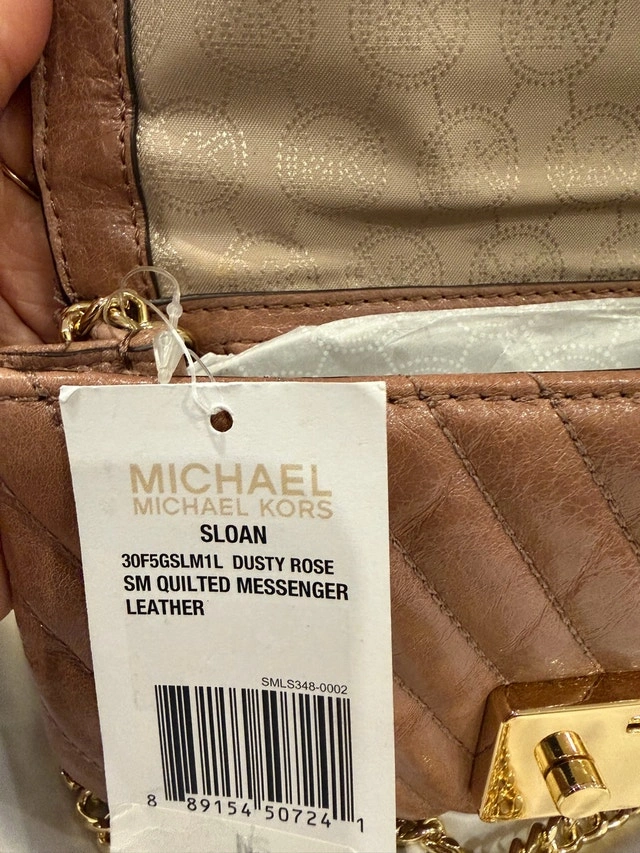 MICHAEL
MICHAEL KORS
SLOAN
30F5GSLM1L DUSTY ROSE
SM QUILTED MESSENGER
LEATHER
SMLS348-0002
8 89154 50724 1